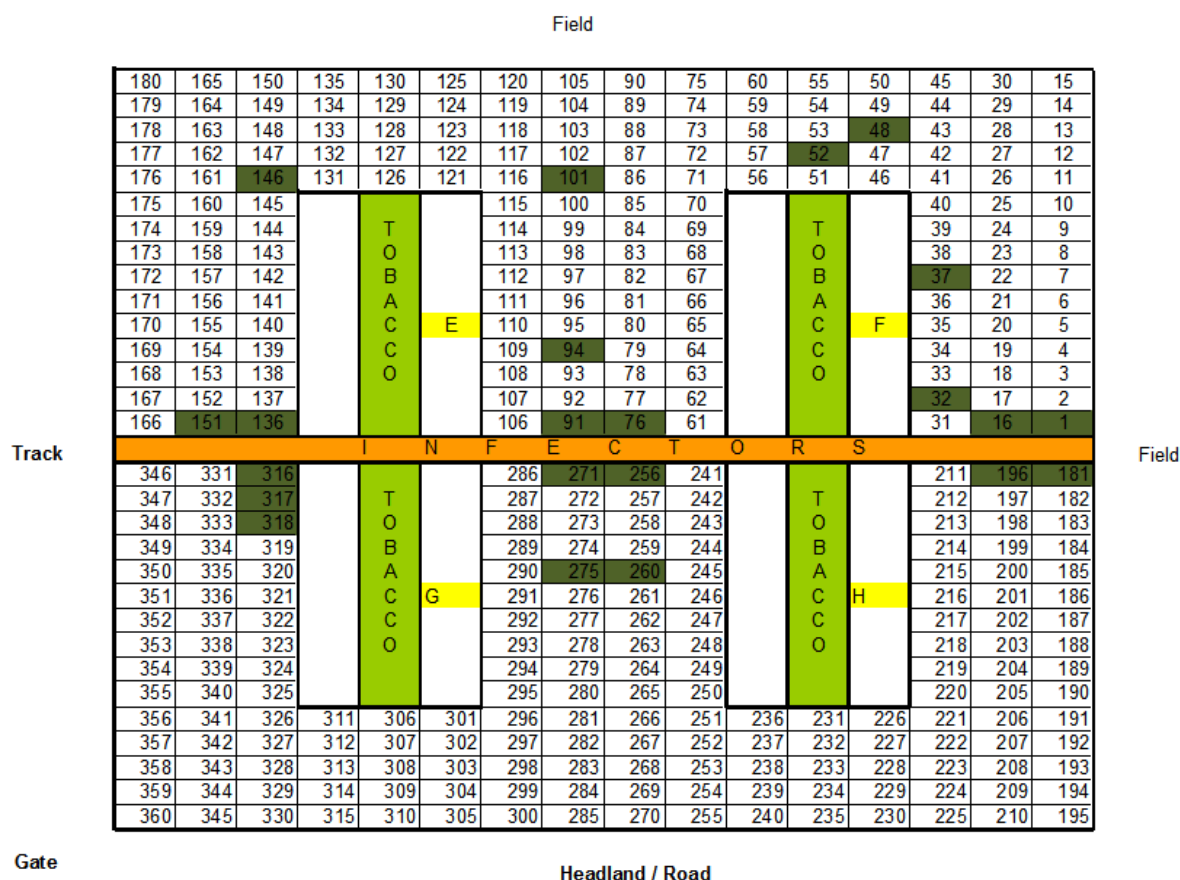 Field
180 165 150 135 130 125 120 105 90 75 60 55 50 45 30 15
179 164 149 134 129 124 119 104 89 74 59 54 49 44 29 14
178 163 148 133 128 123 118 103 88 73 58 53 48 43 28 13
177 162 147 132 127 122 117 102 87 72 57 52 47 42 27 12
176 161 146 131 126 121 116 101 86 71 56 51 46 41 26 11
175 160 145 115 100 85 70 40 25 10
174 159 144 T 114 99 84 69 T 39 24 9
173 158 143 O 113 98 83 68 O 38 23 8
172 157 142 B 112 97 82 67 B 37 22 7
171 156 141 A 111 96 81 66 A 36 21 6
170 155 140 C E 110 95 80 65 C F 35 20 5
169 154 139 C 109 94 79 64 C 34 19 4
168 153 138 O 108 93 78 63 O 33 18 3
167 152 137 107 92 77 62 32 17 2
166 151 136 106 91 76 61 31 16 1
Track I N F E C T O R S Field
346 331 316 286 271 256 241 211 196 181
347 332 317 T 287 272 257 242 T 212 197 182
348 333 318 O 288 273 258 243 O 213 198 183
349 334 319 B 289 274 259 244 B 214 199 184
350 335 320 A 290 275 260 245 A 215 200 185
351 336 321 C G 291 276 261 246 C H 216 201 186
352 337 322 C 292 277 262 247 C 217 202 187
353 338 323 O 293 278 263 248 O 218 203 188
354 339 324 294 279 264 249 219 204 189
355 340 325 295 280 265 250 220 205 190
356 341 326 311 306 301 296 281 266 251 236 231 226 221 206 191
357 342 327 312 307 302 297 282 267 252 237 232 227 222 207 192
358 343 328 313 308 303 298 283 268 253 238 233 228 223 208 193
359 344 329 314 309 304 299 284 269 254 239 234 229 224 209 194
360 345 330 315 310 305 300 285 270 255 240 235 230 225 210 195
Gate
Headland / Road